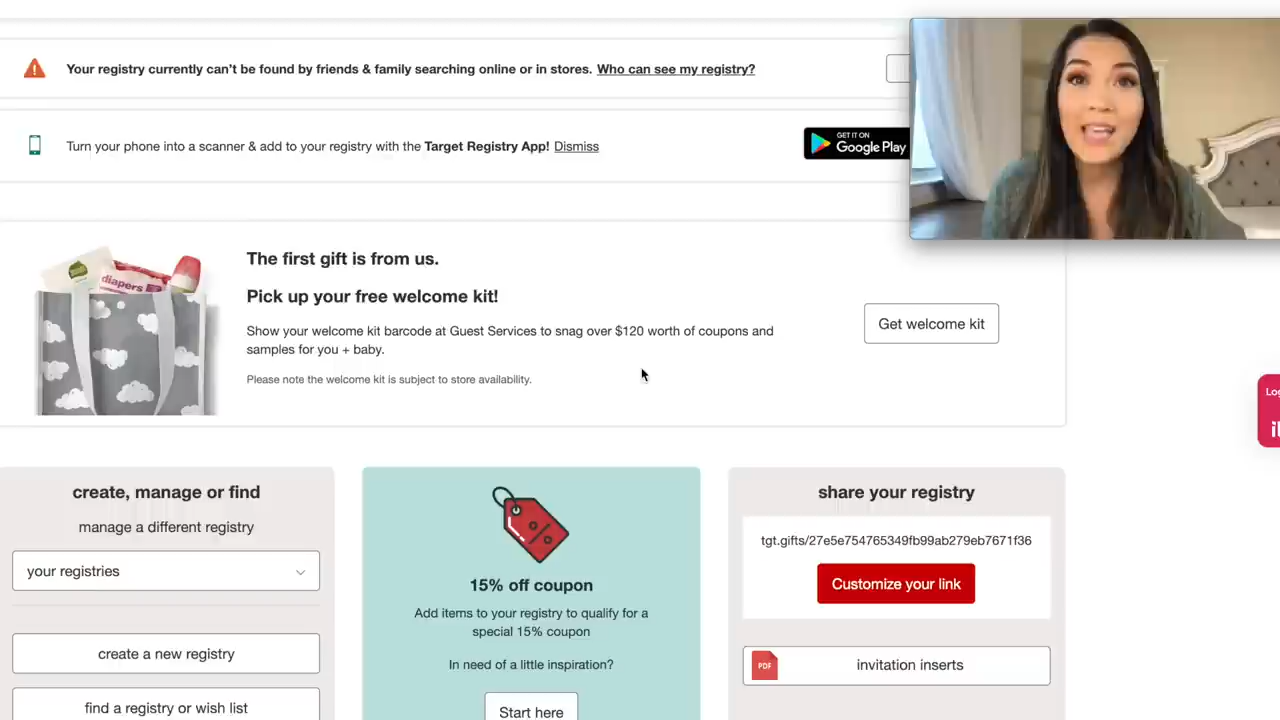 Your registry currently can't be found by friends & family searching online or in stores. Who can see my registry?
Turn your phone into a scanner & add to your registry with the Target Registry App! Dismiss
GET IT ON
Google Play
diapers
The first gift is from us.
Pick up your free welcome kit!
Show your welcome kit barcode at Guest Services to snag over $120 worth of coupons and
samples for you + baby.
Please note the welcome kit is subject to store availability.
Get welcome kit
create, manage or find
manage a different registry
your registries
create a new registry
find a registry or wish list
15% off coupon
Add items to your registry to qualify for a
special 15% coupon
In need of a little inspiration?
Start here
share your registry
tgt.gifts/27e5e754765349fb99ab279eb7671f36
Customize your link
PDF
invitation inserts